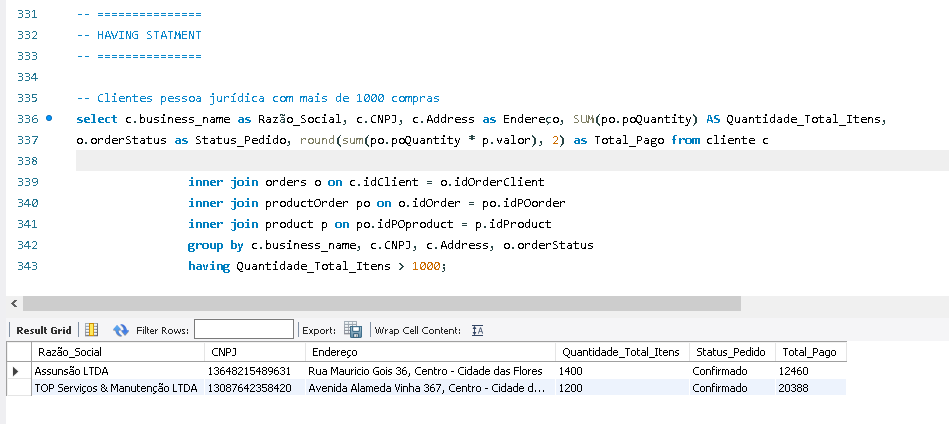 331 -- ===============
332 -- HAVING STATMENT
333 -- ===============
334
335 -- Clientes pessoa jurídica com mais de 1000 compras
336 select c.business_name as Razão_Social, c.CNPJ, c.Address as Endereço, SUM(po.poQuantity) AS Quantidade_Total_Itens,
337 o.orderStatus as Status_Pedido, round(sum(po.poQuantity * p.valor), 2) as Total_Pago from cliente c
338
339 inner join orders o on c.idClient = o.idOrderClient
340 inner join productOrder po on o.idOrder = po.idPOorder
341 inner join product p on po.idPOproduct = p.idProduct
342 group by c.business_name, c.CNPJ, c.Address, o.orderStatus
343 having Quantidade_Total_Itens > 1000;
Result Grid Filter Rows: Export: Wrap Cell Content:
Razão_Social CNPJ Endereço Quantidade_Total_Itens Status_Pedido Total_Pago
Assunsão LTDA 13648215489631 Rua Mauricio Gois 36, Centro - Cidade das Flores 1400 Confirmado 12460
TOP Serviços & Manutenção LTDA 13087642358420 Avenida Alameda Vinha 367, Centro - Cidade d... 1200 Confirmado 20388